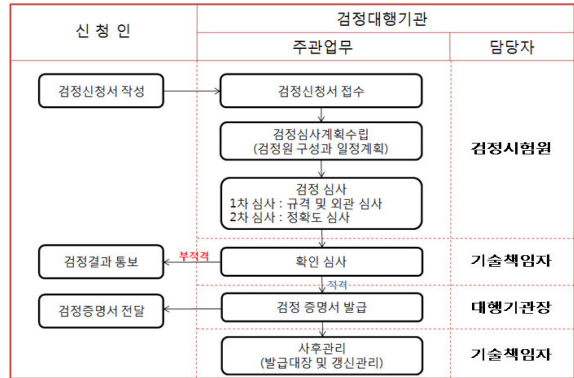 신 청 인
검정대행기관
주관업무
담당자
검정신청서 작성
검정신청서 접수
검정심사계획수립
(검정원 구성과 일정계획)
검정시험원
검정 심사
1차 심사 : 규격 및 외관 심사
2차 심사 : 정확도 심사
검정결과 통보
부적격
확인 심사
기술책임자
적격
검정증명서 전달
검정 증명서 발급
대행기관장
사후관리
(발급대장 및 갱신관리)
기술책임자